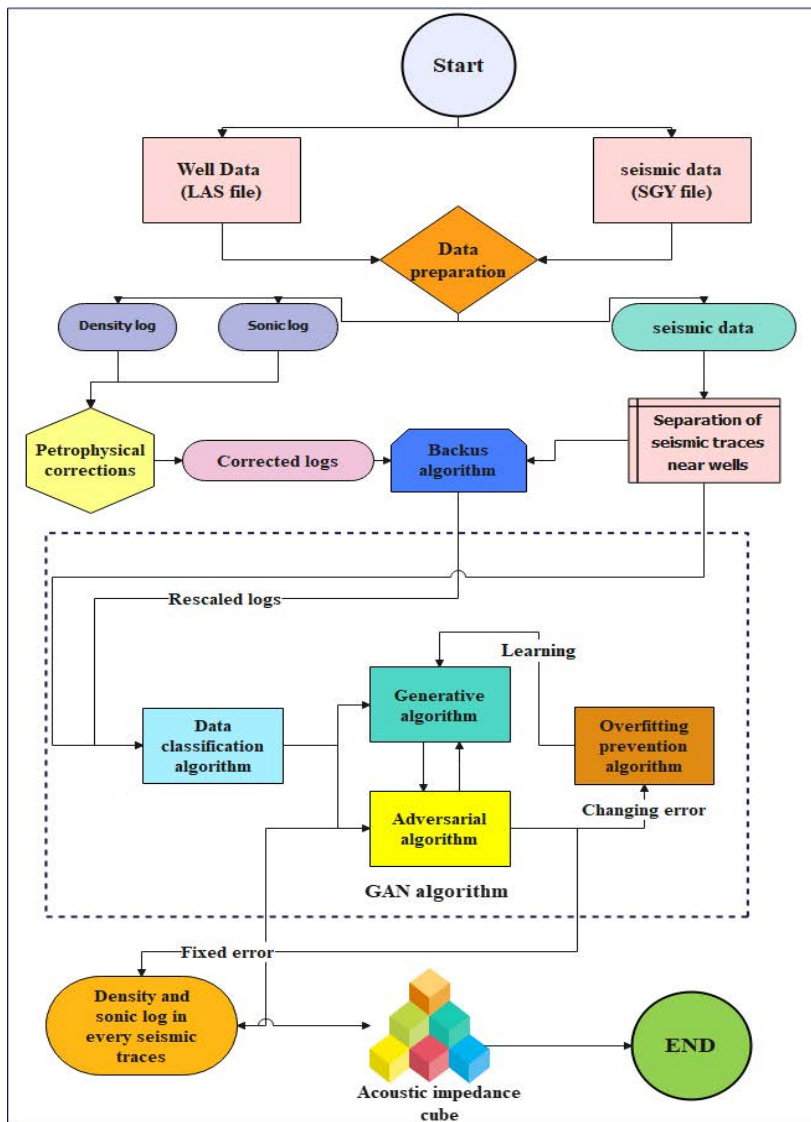 Start
Well Data
(LAS file)
seismic data
(SGY file)
Data
preparation
Density log
Sonic log
seismic data
Petrophysical
corrections
Corrected logs
Backus
algorithm
Separation of
seismic traces
near wells
Rescaled logs
Learning
Generative
algorithm
Data
classification
algorithm
Overfitting
prevention
algorithm
Changing error
Adversarial
algorithm
GAN algorithm
Fixed error
Density and
sonic log in
every seismic
traces
Acoustic impedance
cube
END